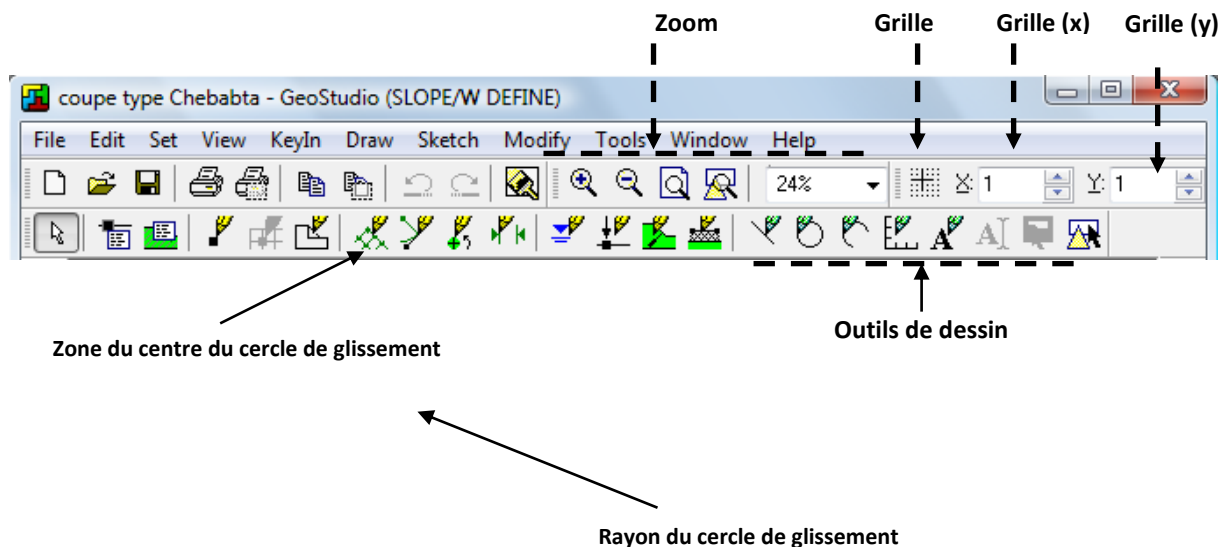 Zoom Grille Grille (x) Grille (y)
coupe type Chebabta - GeoStudio (SLOPE/W DEFINE)
File Edit Set View KeyIn Draw Sketch Modify Tools Window Help
24% X: 1 Y: 1
A A
Outils de dessin
Zone du centre du cercle de glissement
Rayon du cercle de glissement